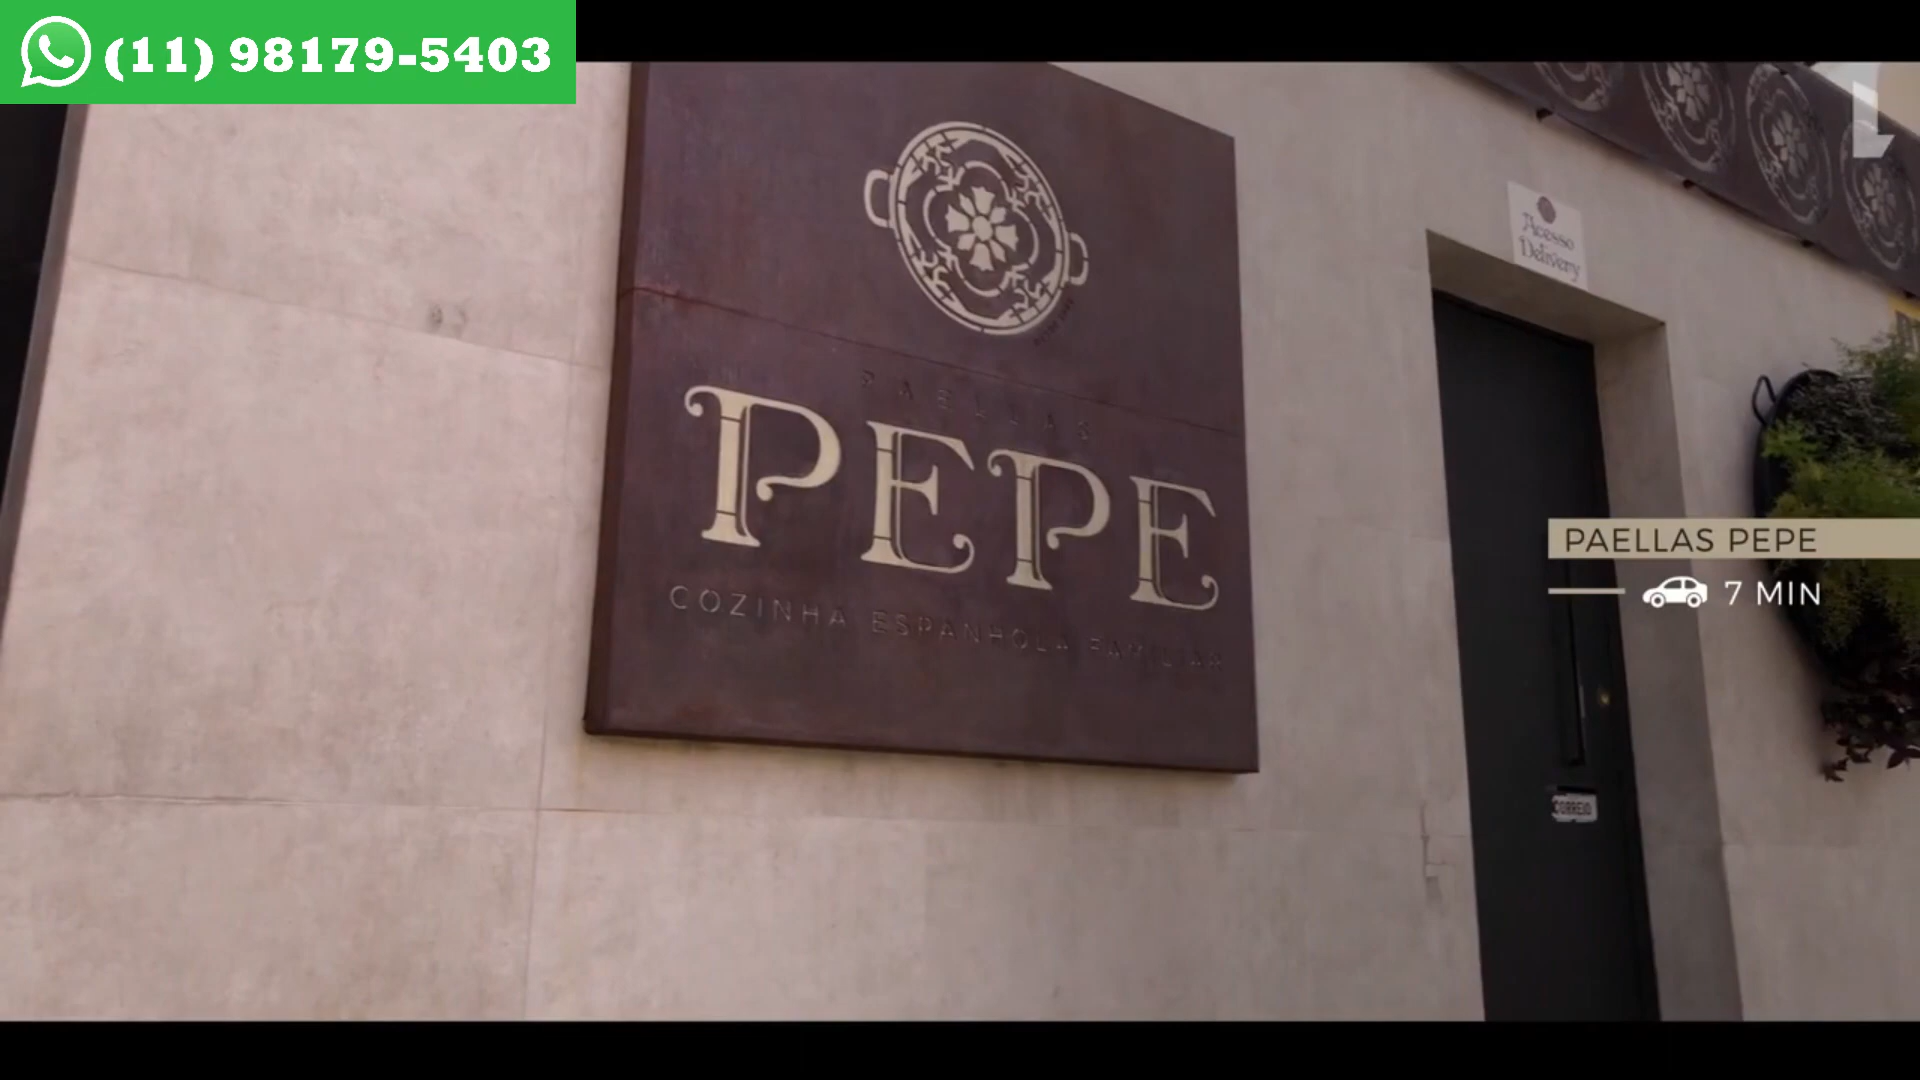 (11) 98179-5403
Acesso
Delivery
PAELLAS
PEPE
COZINHA ESPANHOLA FAMILIAR
PAELLAS PEPE
7 MIN
CORREIO